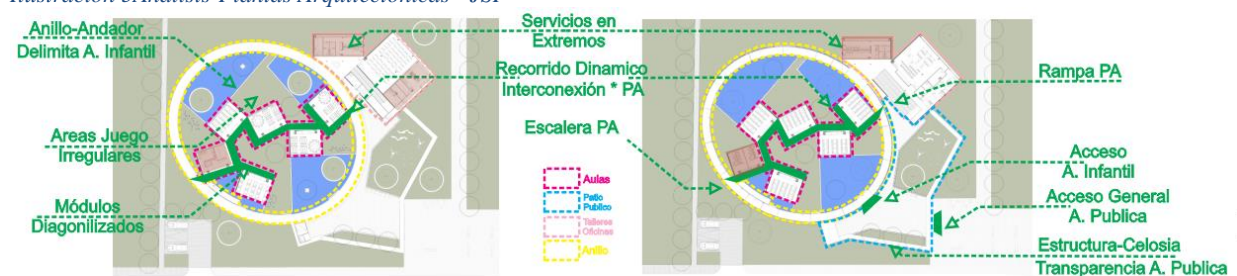 Ilustración
Análisis Plantas Arquitectónicas - JSI
Anillo-Andador
Delimita A. Infantil
Areas Juego
Irregulares
Módulos
Diagonilizados
Servicios en
Extremos
Recorrido Dinamico
Interconexión * PA
Escalera PA
Aulas
Patio
Publico
Talleres
Oficinas
Anillo
Rampa PA
Acceso
A. Infantil
Acceso General
A. Publica
Estructura-Celosia
Transparencia A. Publica